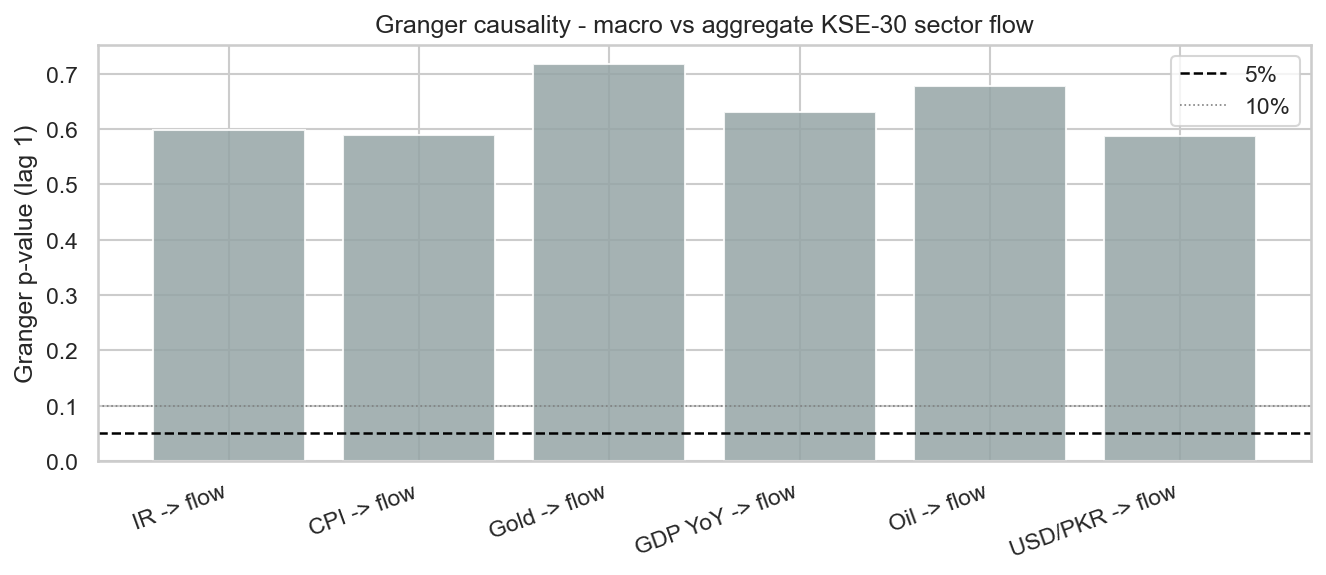 Granger causality - macro vs aggregate KSE-30 sector flow
Granger p-value (lag 1)
0.7
0.6
0.5
0.4
0.3
0.2
0.1
0.0
5%
10%
IR -> flow
CPI -> flow
Gold -> flow
GDP YoY -> flow
Oil -> flow
USD/PKR -> flow